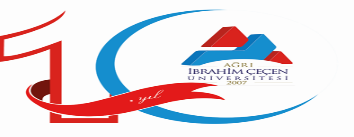 10
AĞRI
İBRAHİM ÇEÇEN
ÜNİVERSİTESİ
2007
. yıl